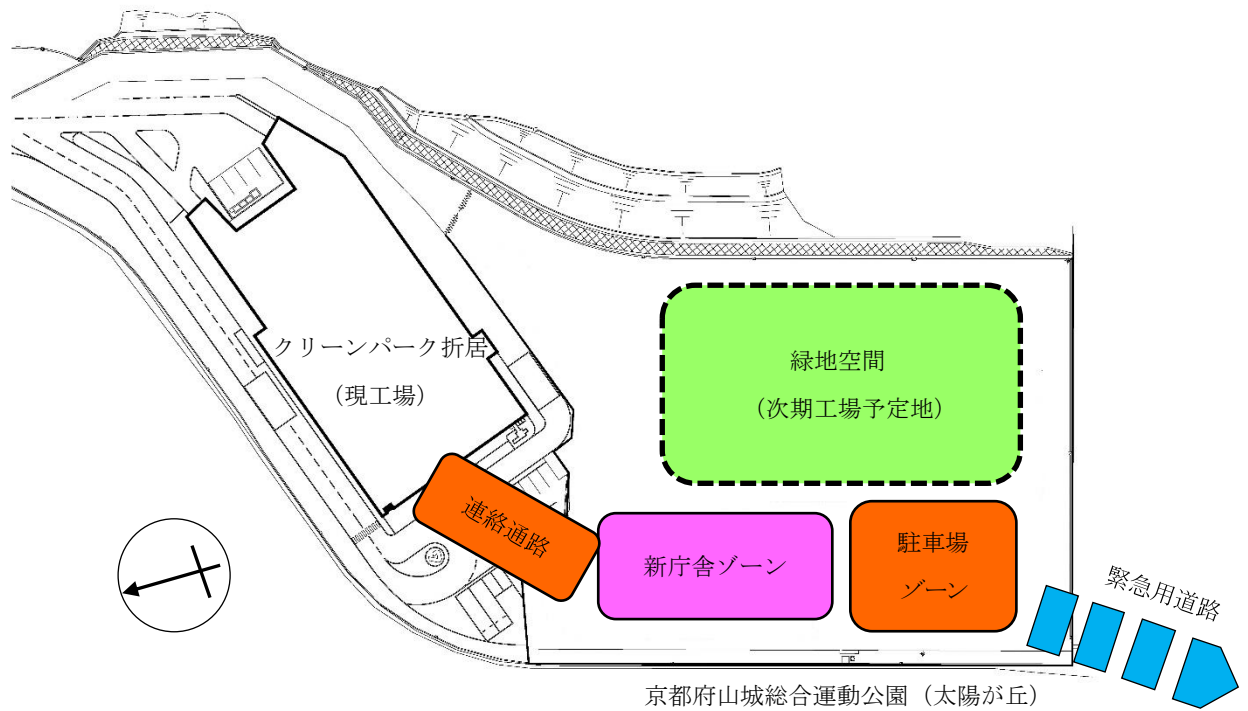 クリーンパーク折居
（現工場）
緑地空間
（次期工場予定地）
連絡通路
新庁舎ゾーン
駐車場
ゾーン
緊急用道路
京都府山城総合運動公園（太陽が丘）